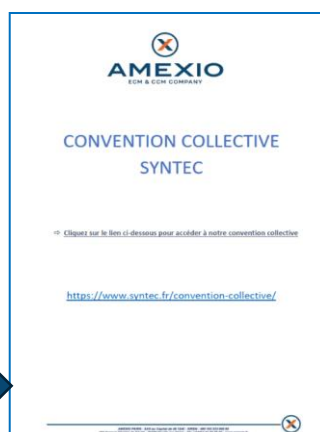 AMEXIO
ECM & CCM COMPANY
CONVENTION COLLECTIVE
SYNTEC
⇨ Cliquez sur le lien ci-dessous pour accéder à notre convention collective
https://www.syntec.fr/convention-collective/